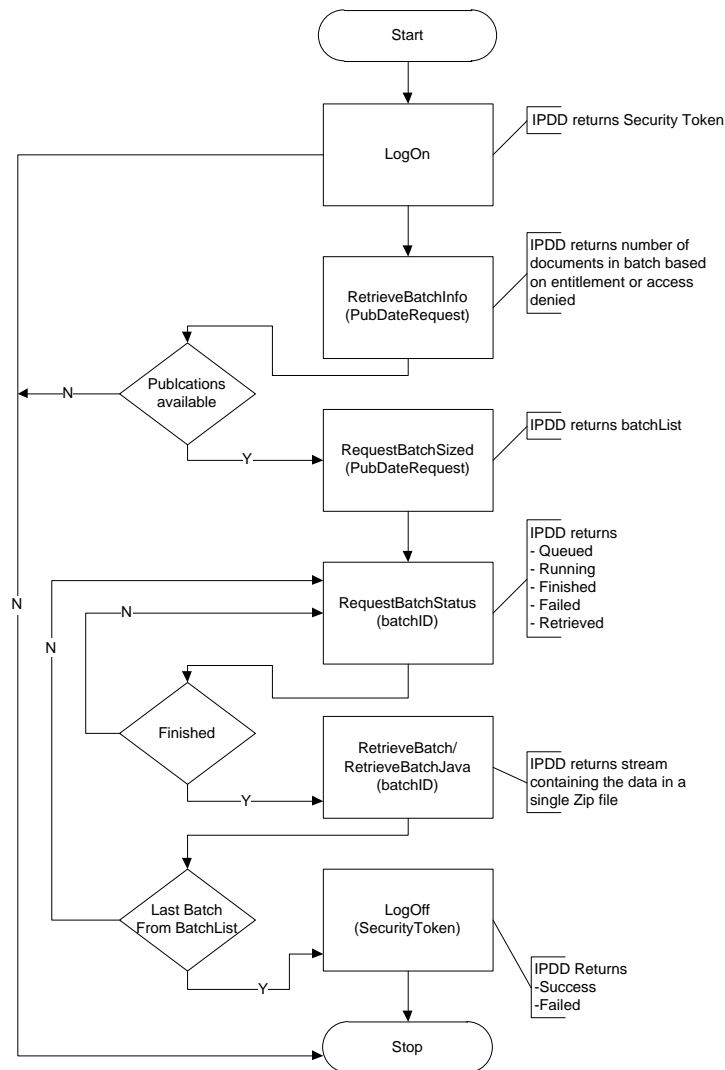 Start
LogOn
IPDD returns Security Token
RetrieveBatchInfo
(PubDateRequest)
IPDD returns number of
documents in batch based
on entitlement or access
denied
Publcations
available
N
Y
RequestBatchSized
(PubDateRequest)
IPDD returns batchList
RequestBatchStatus
(batchID)
IPDD returns
- Queued
- Running
- Finished
- Failed
- Retrieved
N
N
N
Finished
Y
RetrieveBatch/
RetrieveBatchJava
(batchID)
IPDD returns stream
containing the data in a
single Zip file
Last Batch
From BatchList
Y
LogOff
(SecurityToken)
IPDD Returns
-Success
-Failed
Stop